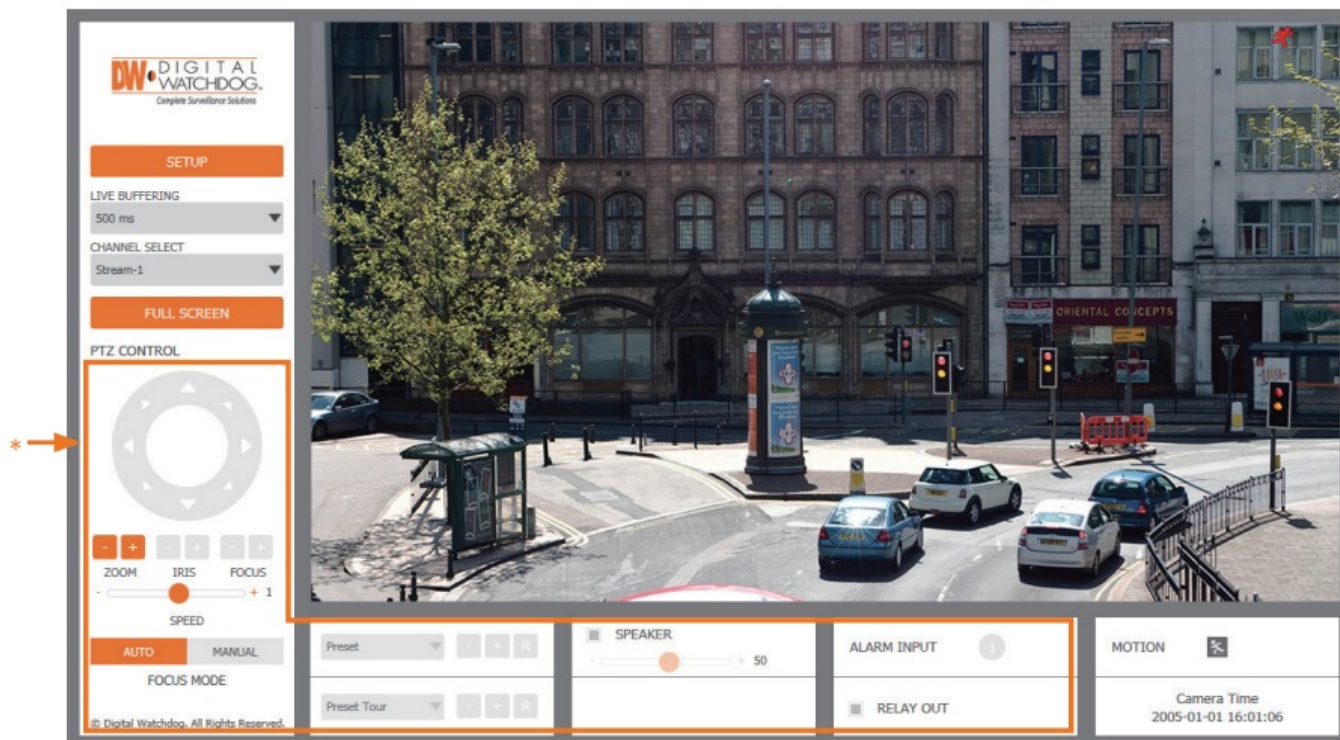 DW DIGITAL
WATCHDOG®
Complete Surveillance Solutions
SETUP
LIVE BUFFERING
500 ms
CHANNEL SELECT
Stream-1
FULL SCREEN
PTZ CONTROL
*
- + - + - +
ZOOM IRIS FOCUS
- + 1
SPEED
AUTO MANUAL
FOCUS MODE
© Digital Watchdog. All Rights Reserved.
ORIENTAL CONCEPTS
Preset - + R
Preset Tour - + R
SPEAKER
- + 50
ALARM INPUT 1
RELAY OUT
MOTION
Camera Time
2005-01-01 16:01:06